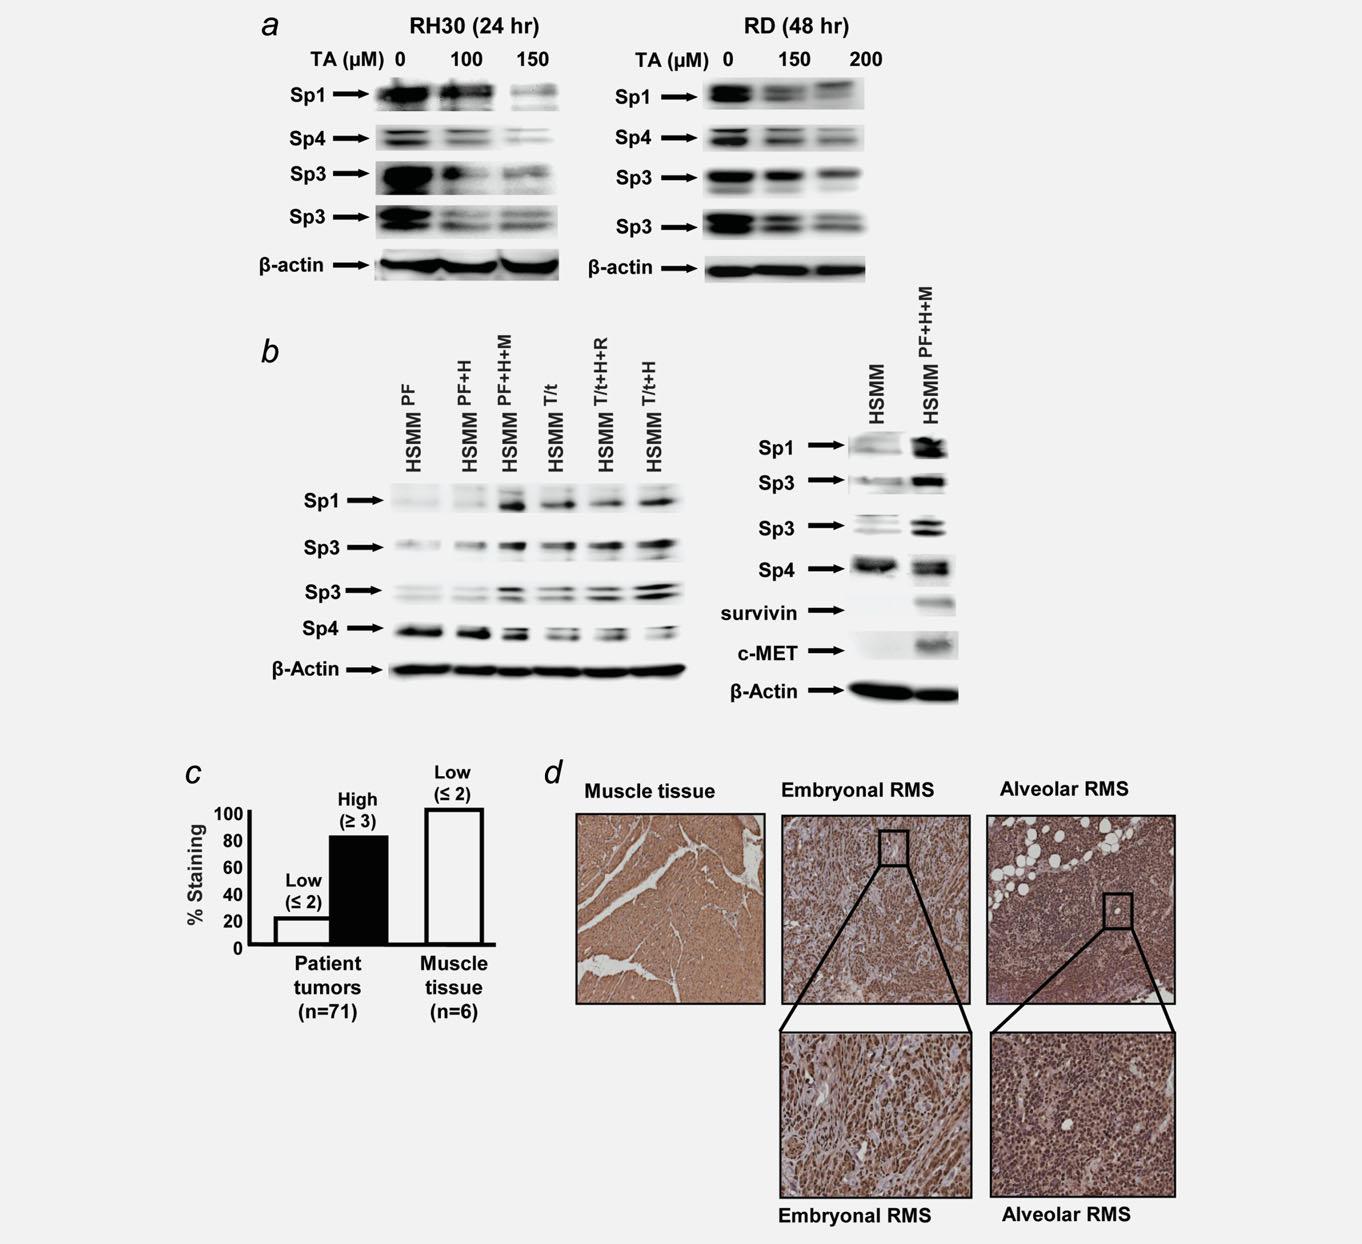 a
RH30 (24 hr)
TA (µM) 0 100 150
Sp1
Sp4
Sp3
Sp3
β-actin
RD (48 hr)
TA (µM) 0 150 200
Sp1
Sp4
Sp3
Sp3
β-actin
b
HSMM PF
HSMM PF+H
HSMM PF+H+M
HSMM T/t
HSMM T/t+H+R
HSMM T/t+H
Sp1
Sp3
Sp3
Sp4
β-Actin
HSMM
HSMM PF+H+M
Sp1
Sp3
Sp3
Sp4
survivin
c-MET
β-Actin
c
% Staining
100
80
60
40
20
0
Low
(≤ 2)
High
(≥ 3)
Low
(≤ 2)
Patient
tumors
(n=71)
Muscle
tissue
(n=6)
d
Muscle tissue
Embryonal RMS
Alveolar RMS
Embryonal RMS
Alveolar RMS